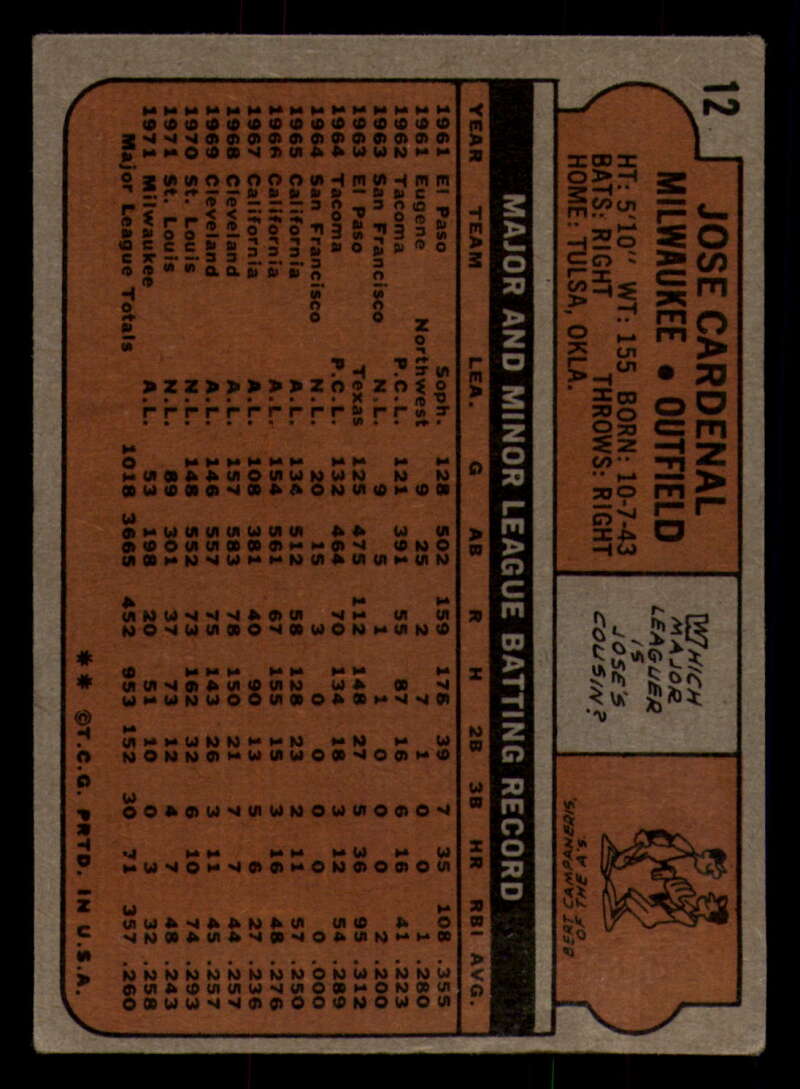 12
JOSE CARDENAL
MILWAUKEE • OUTFIELD
HT: 5'10" WT: 155 BORN: 10-7-43
BATS: RIGHT THROWS: RIGHT
HOME: TULSA, OKLA.
WHICH
MAJOR
LEAGUER
IS
JOSE'S
COUSIN?
BERT CAMPANERIS,
OF THE A'S.
MAJOR AND MINOR LEAGUE BATTING RECORD
YEAR TEAM LEA. G AB R H 2B 3B HR RBI AVG.
1961 El Paso Soph. 128 502 159 176 39 7 35 108 .355
1961 Eugene Northwest 9 25 2 7 1 0 0 1 .280
1962 Tacoma P.C.L. 121 391 55 87 16 6 16 41 .223
1963 San Francisco N.L. 9 5 1 1 0 0 0 2 .200
1963 El Paso Texas 125 475 112 148 27 5 36 95 .312
1964 Tacoma P.C.L. 132 464 70 134 18 3 12 54 .289
1964 San Francisco N.L. 20 15 3 0 0 0 0 0 .000
1965 California A.L. 134 512 58 128 23 2 11 57 .250
1966 California A.L. 154 561 67 155 15 3 16 48 .276
1967 California A.L. 108 381 40 90 13 5 6 27 .236
1968 Cleveland A.L. 157 583 78 150 21 7 7 44 .257
1969 Cleveland A.L. 146 557 75 143 26 3 11 45 .257
1970 St. Louis N.L. 148 552 73 162 32 6 10 74 .293
1971 St. Louis N.L. 89 301 37 73 12 4 7 48 .243
1971 Milwaukee A.L. 53 198 20 51 10 0 3 32 .258
Major League Totals 1018 3665 452 953 152 30 71 357 .260
** ©T.C.G. PRTD. IN U.S.A.